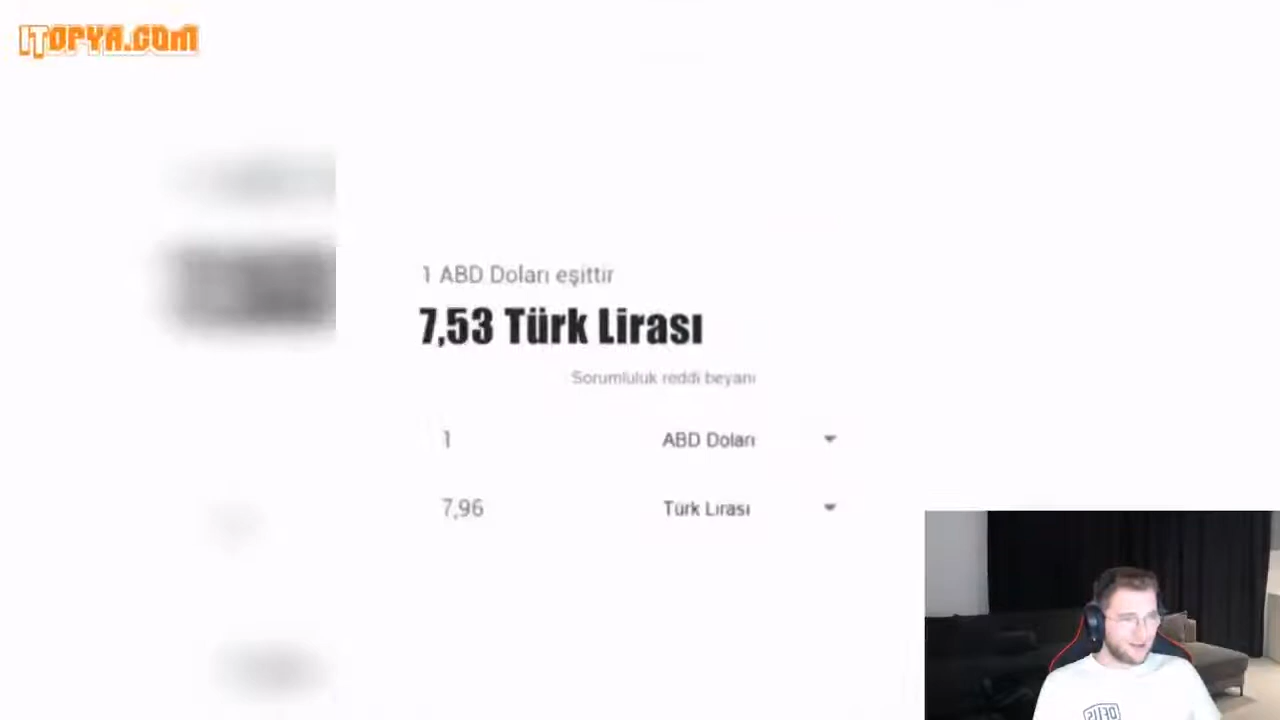 ITOPYA.COM
1 ABD Doları eşittir
7,53 Türk Lirası
Sorumluluk reddi beyanı
1 ABD Doları
7,96 Türk Lirası